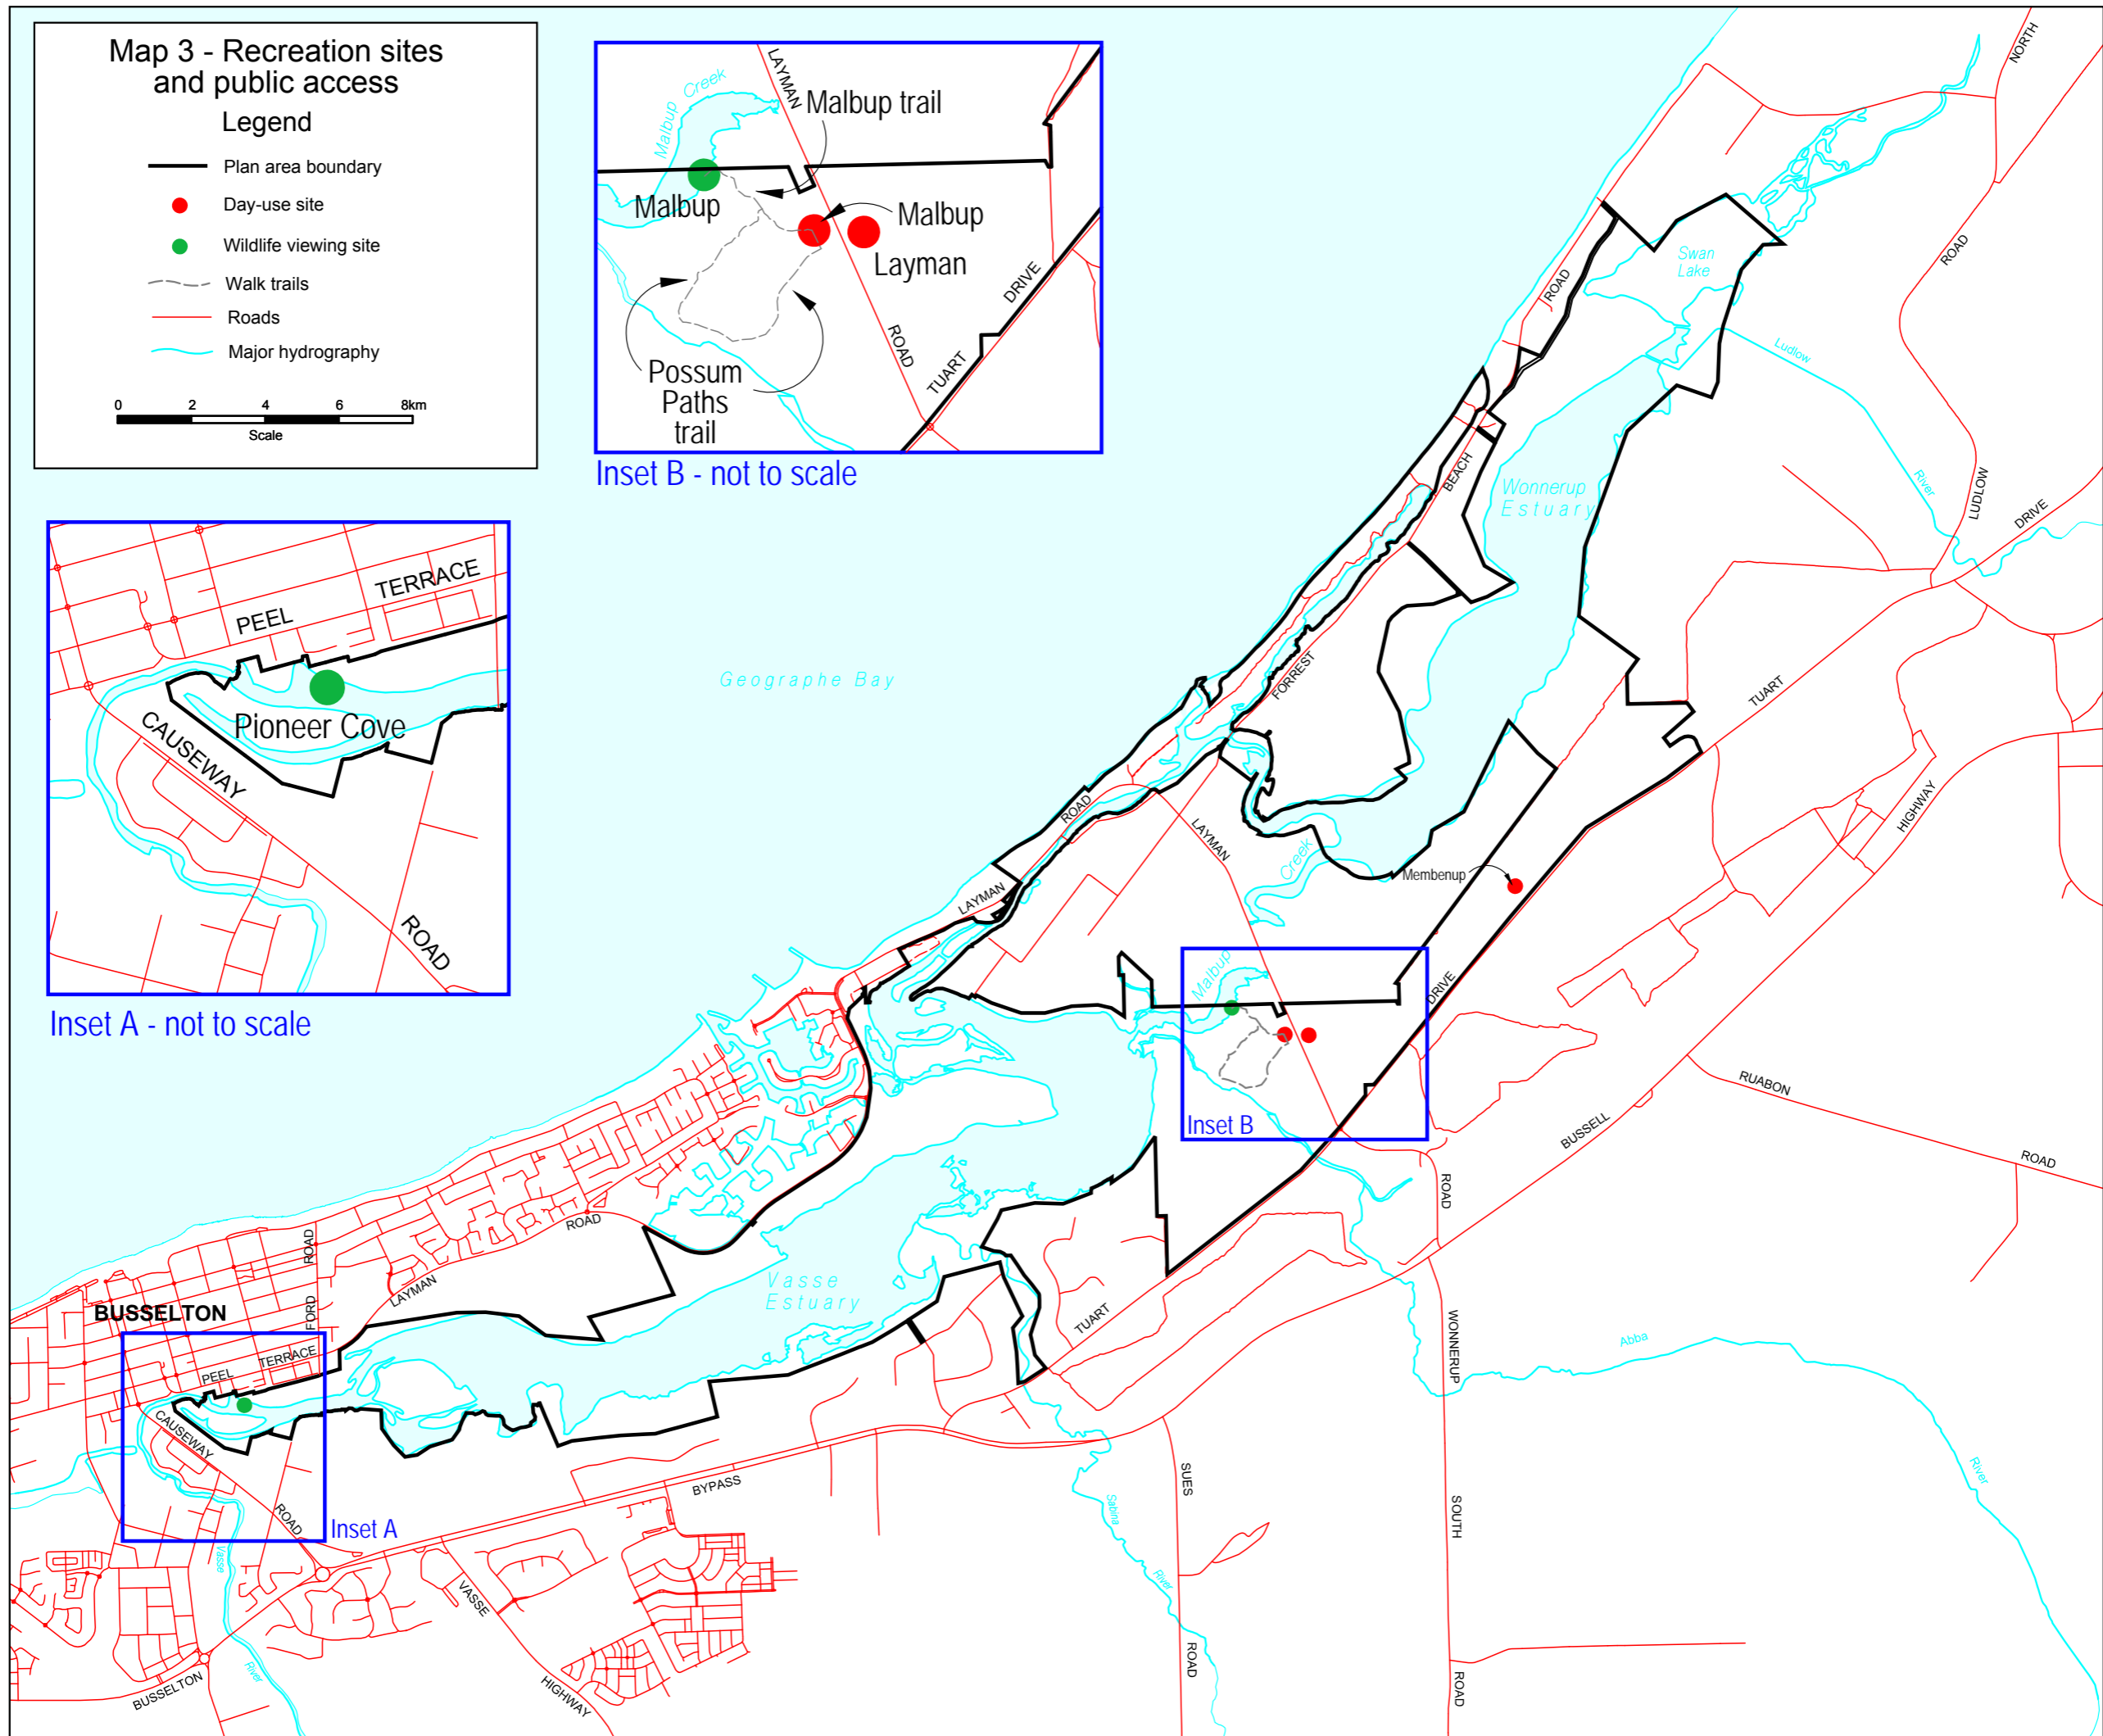 Map 3 - Recreation sites
and public access
Legend
Plan area boundary
Day-use site
Wildlife viewing site
Walk trails
Roads
Major hydrography
0 2 4 6 8km
Scale
LAYMAN
Malbup Creek
Malbup trail
Malbup
Malbup
Layman
DRIVE
ROAD
TUART
Possum
Paths
trail
Inset B - not to scale
TERRACE
PEEL
Pioneer Cove
CAUSEWAY
ROAD
Inset A - not to scale
NORTH
ROAD
Swan
Lake
ROAD
Ludlow
River
BEACH
Wonnerup
Estuary
LUDLOW
DRIVE
Geographe Bay
FORREST
TUART
ROAD
LAYMAN
HIGHWAY
Creek
Membenup
LAYMAN
Malbup
DRIVE
Inset B
RUABON
BUSSELL
ROAD
ROAD
ROAD
ROAD
LAYMAN
FORD
Vasse
Estuary
BUSSELTON
TUART
WONNERUP
Abba
TERRACE
PEEL
CAUSEWAY
River
BYPASS
SUES
SOUTH
Sabina
ROAD
Inset A
Vasse
River
VASSE
River
ROAD
ROAD
BUSSELTON
HIGHWAY